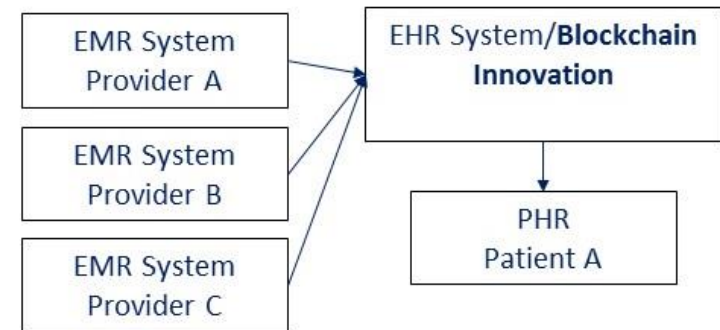 EMR System
Provider A
EMR System
Provider B
EMR System
Provider C
EHR System/Blockchain
Innovation
PHR
Patient A